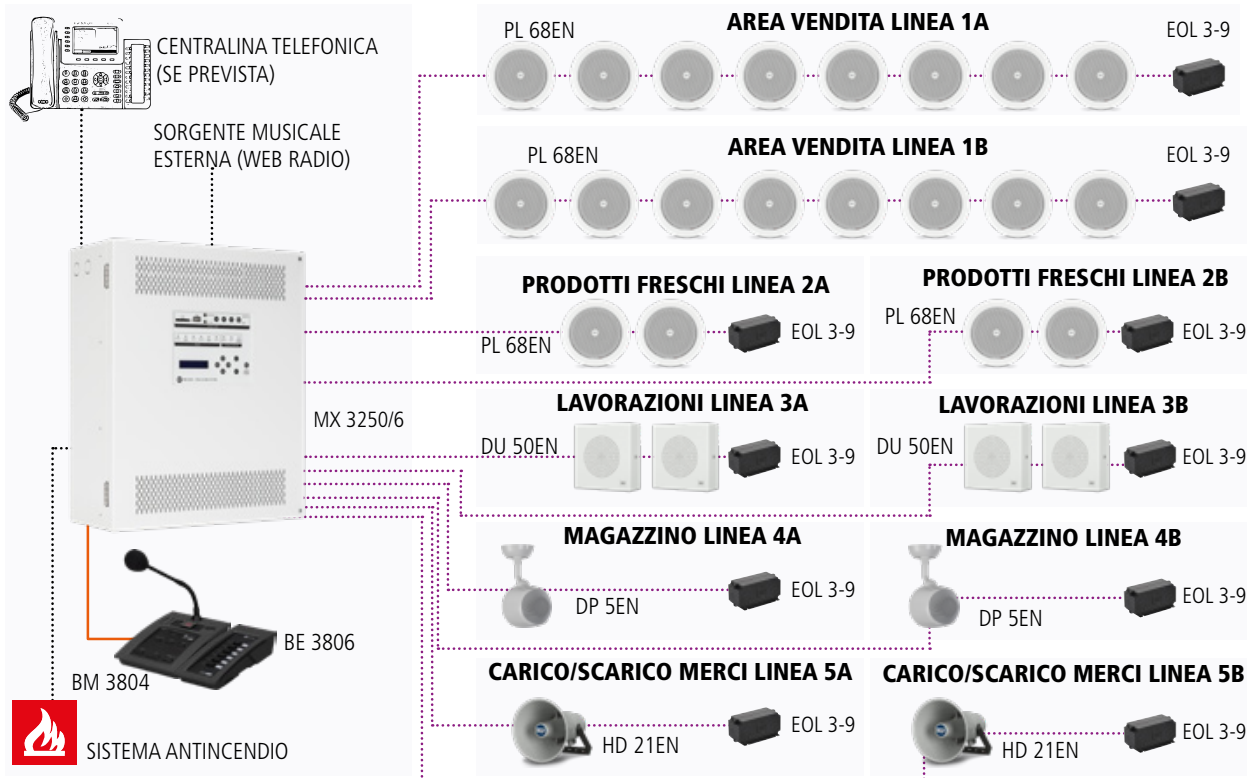 CENTRALINA TELEFONICA
(SE PREVISTA)
SORGENTE MUSICALE
ESTERNA (WEB RADIO)
MX 3250/6
BE 3806
BM 3804
SISTEMA ANTINCENDIO
AREA VENDITA LINEA 1A
PL 68EN
EOL 3-9
AREA VENDITA LINEA 1B
PL 68EN
EOL 3-9
PRODOTTI FRESCHI LINEA 2A
PL 68EN
EOL 3-9
PRODOTTI FRESCHI LINEA 2B
PL 68EN
EOL 3-9
LAVORAZIONI LINEA 3A
DU 50EN
EOL 3-9
LAVORAZIONI LINEA 3B
DU 50EN
EOL 3-9
MAGAZZINO LINEA 4A
DP 5EN
EOL 3-9
MAGAZZINO LINEA 4B
DP 5EN
EOL 3-9
CARICO/SCARICO MERCI LINEA 5A
HD 21EN
EOL 3-9
CARICO/SCARICO MERCI LINEA 5B
HD 21EN
EOL 3-9